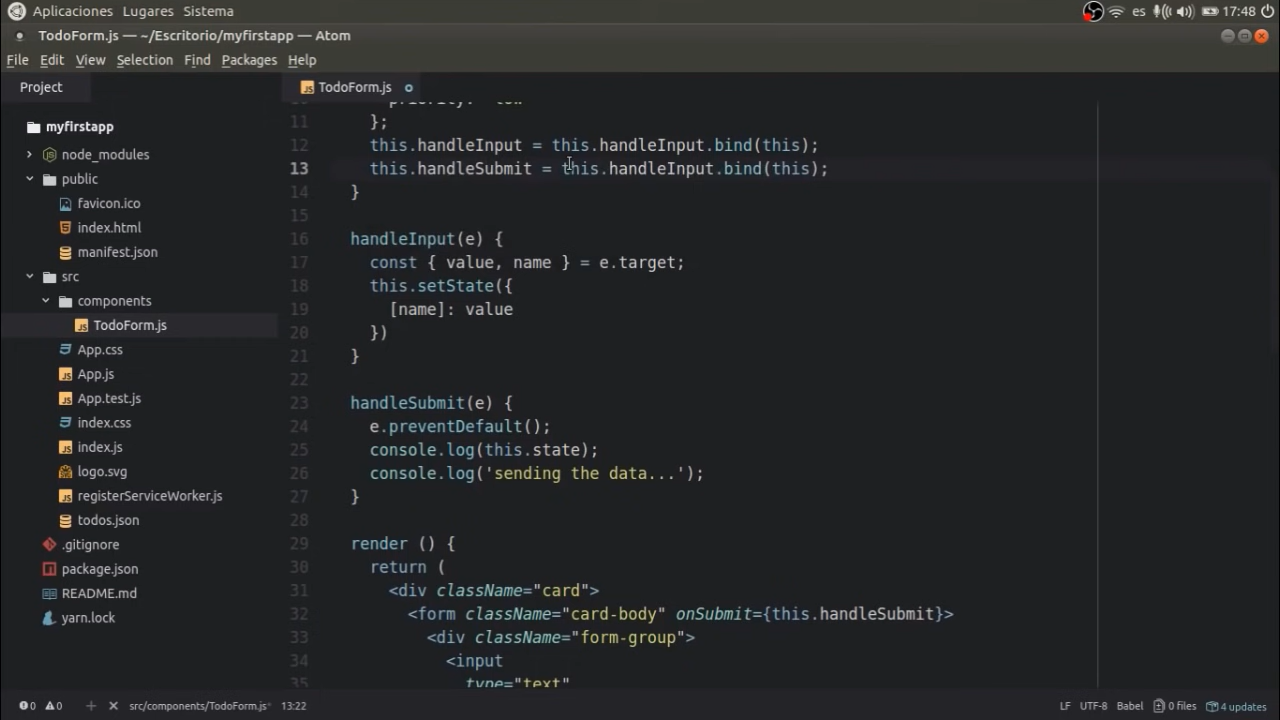 Aplicaciones Lugares Sistema es 17:48
TodoForm.js — ~/Escritorio/myfirstapp — Atom
File Edit View Selection Find Packages Help
Project
TodoForm.js
myfirstapp
node_modules
public
favicon.ico
index.html
manifest.json
src
components
TodoForm.js
App.css
App.js
App.test.js
index.css
index.js
logo.svg
registerServiceWorker.js
todos.json
.gitignore
package.json
README.md
yarn.lock
11 };
12 this.handleInput = this.handleInput.bind(this);
13 this.handleSubmit = this.handleInput.bind(this);
14 }
15
16 handleInput(e) {
17 const { value, name } = e.target;
18 this.setState({
19 [name]: value
20 })
21 }
22
23 handleSubmit(e) {
24 e.preventDefault();
25 console.log(this.state);
26 console.log('sending the data...');
27 }
28
29 render () {
30 return (
31 <div className="card">
32 <form className="card-body" onSubmit={this.handleSubmit}>
33 <div className="form-group">
34 <input
35 type="text"
0 0 + × src/components/TodoForm.js* 13:22 LF UTF-8 Babel 0 files 4 updates